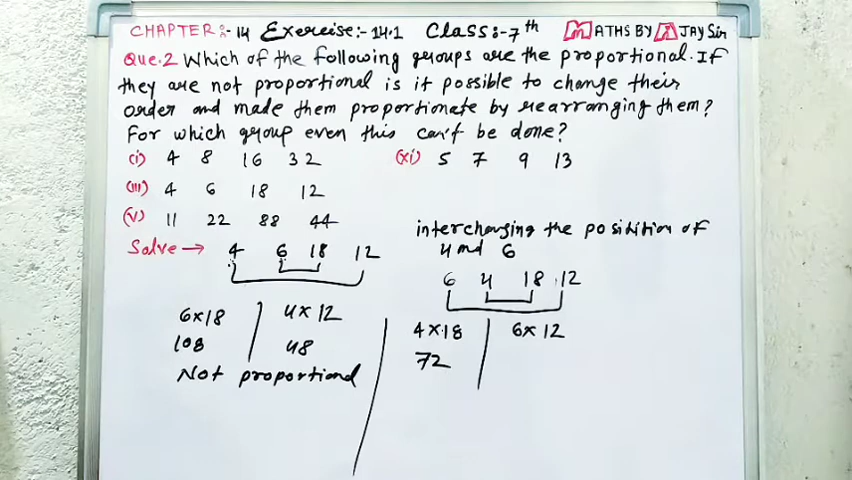 CHAPTER:-14 Exercise:-14.1 Class:-7th MATHS BY AJAY Sir
Que.2 Which of the following groups are the proportional. If
they are not proportional is it possible to change their
order and made them proportionate by rearranging them?
For which group even this can't be done?
(i) 4 8 16 32 (xi) 5 7 9 13
(iii) 4 6 18 12
(v) 11 22 88 44
Solve→ 4 6 18 12
6×18 4×12
108 48
Not proportional
interchanging the posidition of
4 and 6
6 4 18 12
4×18 6×12
72